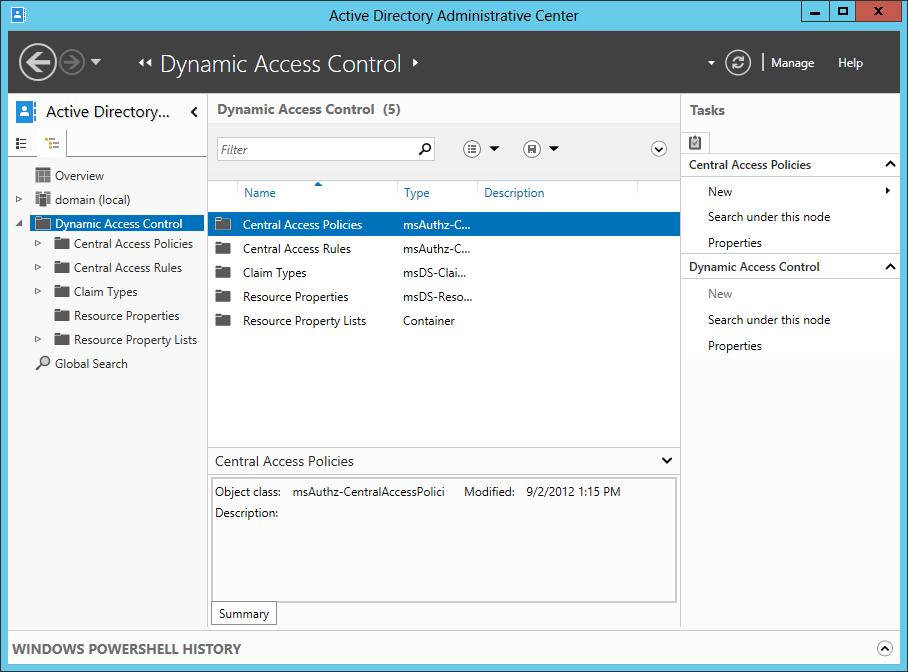 Active Directory Administrative Center
Dynamic Access Control
Manage
Help
Active Directory...
Overview
domain (local)
Dynamic Access Control
Central Access Policies
Central Access Rules
Claim Types
Resource Properties
Resource Property Lists
Global Search
Dynamic Access Control (5)
Filter
Name Type Description
Central Access Policies msAuthz-C...
Central Access Rules msAuthz-C...
Claim Types msDS-Clai...
Resource Properties msDS-Reso...
Resource Property Lists Container
Central Access Policies
Object class: msAuthz-CentralAccessPolici Modified: 9/2/2012 1:15 PM
Description:
Summary
Tasks
Central Access Policies
New
Search under this node
Properties
Dynamic Access Control
New
Search under this node
Properties
WINDOWS POWERSHELL HISTORY